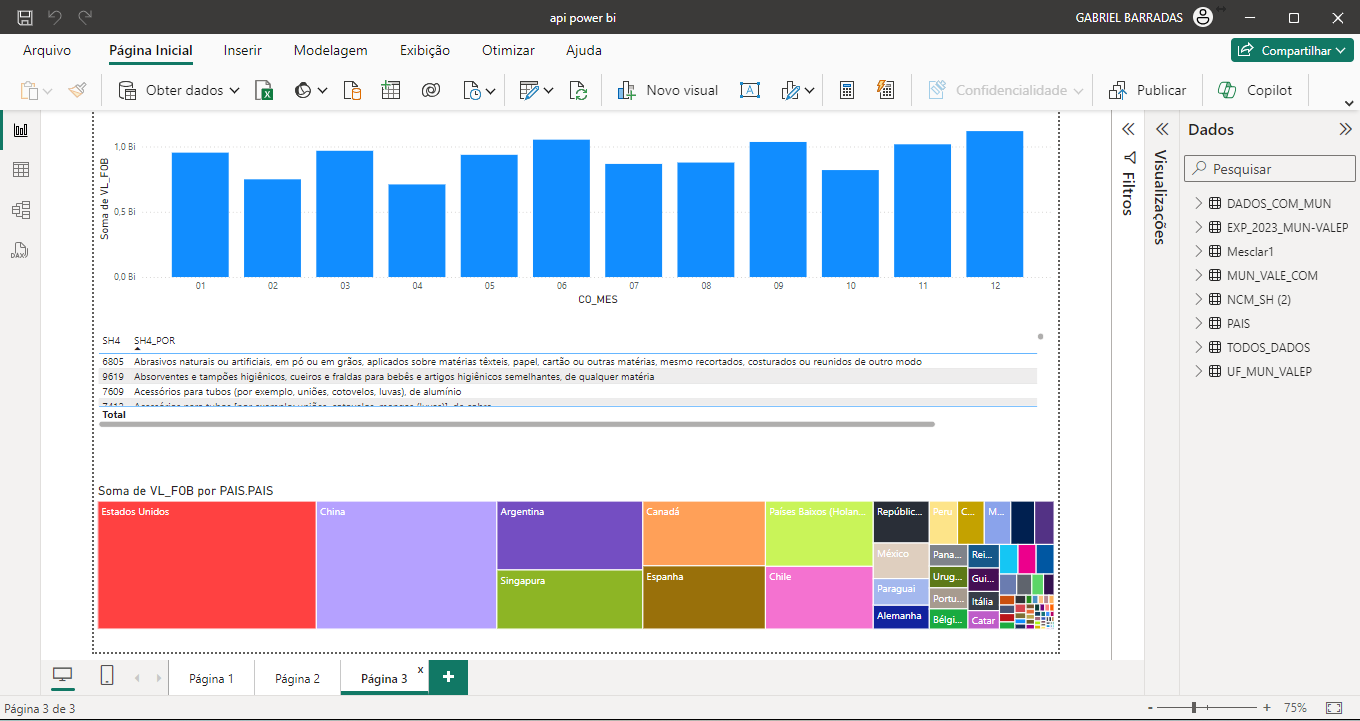 api power bi
GABRIEL BARRADAS
Arquivo
Página Inicial
Inserir
Modelagem
Exibição
Otimizar
Ajuda
Compartilhar
Obter dados
Novo visual
Confidencialidade
Publicar
Copilot
Soma de VL_FOB
1,0 Bi
0,5 Bi
0,0 Bi
01 02 03 04 05 06 07 08 09 10 11 12
CO_MES
SH4 SH4_POR
6805 Abrasivos naturais ou artificiais, em pó ou em grãos, aplicados sobre matérias têxteis, papel, cartão ou outras matérias, mesmo recortados, costurados ou reunidos de outro modo
9619 Absorventes e tampões higiênicos, cueiros e fraldas para bebês e artigos higiênicos semelhantes, de qualquer matéria
7609 Acessórios para tubos (por exemplo, uniões, cotovelos, luvas), de alumínio
Total
Soma de VL_FOB por PAIS.PAIS
Estados Unidos
China
Argentina
Singapura
Canadá
Espanha
Países Baixos (Holan...
Chile
Repúblic...
México
Paraguai
Alemanha
Peru
C...
M...
Pana...
Urug...
Portu...
Bélgi...
Rei...
Gui...
Itália
Catar
Filtros
Visualizações
Dados
Pesquisar
DADOS_COM_MUN
EXP_2023_MUN-VALEP
Mesclar1
MUN_VALE_COM
NCM_SH (2)
PAIS
TODOS_DADOS
UF_MUN_VALEP
Página 1
Página 2
Página 3
x
+
Página 3 de 3
- + 75%